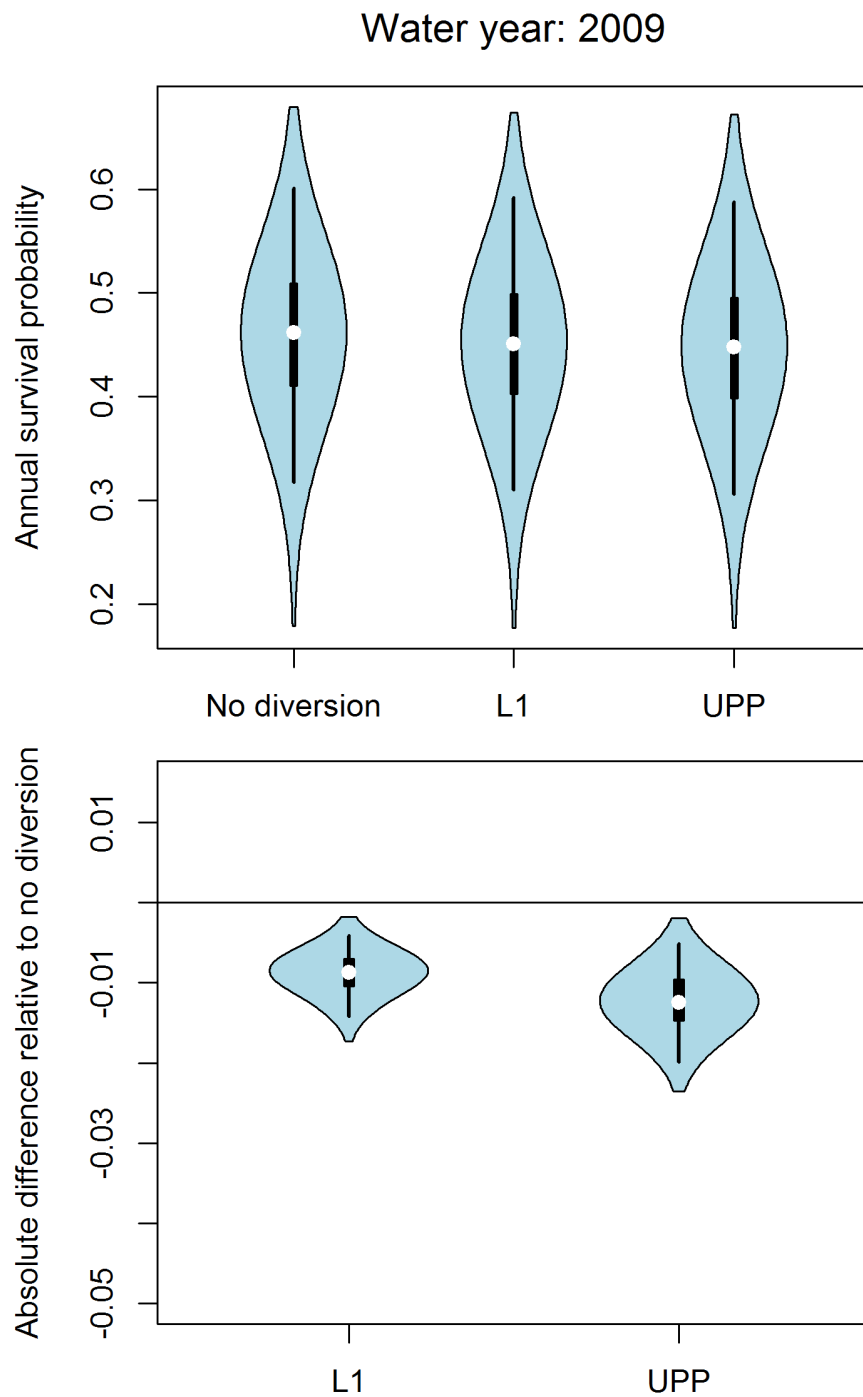 Water year: 2009
Annual survival probability
0.6
0.5
0.4
0.3
0.2
No diversion L1 UPP
Absolute difference relative to no diversion
0.01
-0.01
-0.03
-0.05
L1 UPP